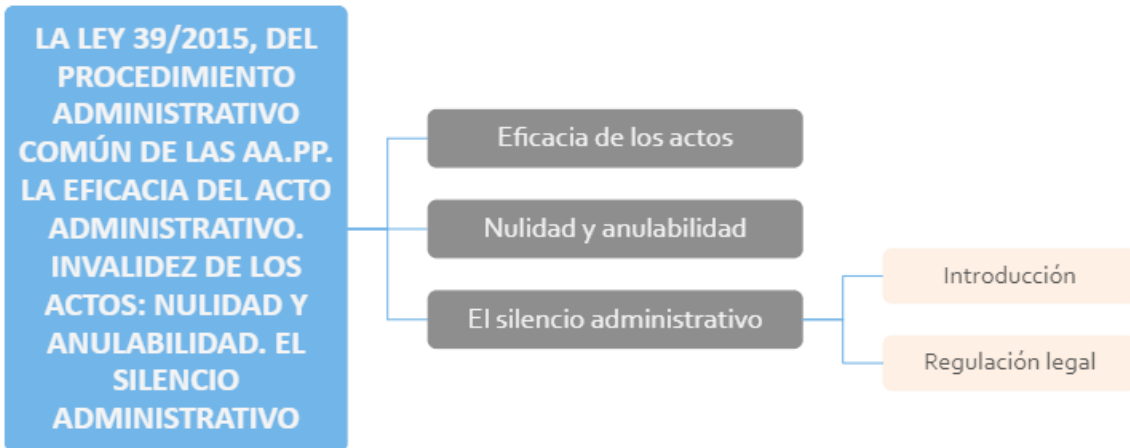 LA LEY 39/2015, DEL
PROCEDIMIENTO
ADMINISTRATIVO
COMÚN DE LAS AA.PP.
LA EFICACIA DEL ACTO
ADMINISTRATIVO.
INVALIDEZ DE LOS
ACTOS: NULIDAD Y
ANULABILIDAD. EL
SILENCIO
ADMINISTRATIVO
Eficacia de los actos
Nulidad y anulabilidad
El silencio administrativo
Introducción
Regulación legal